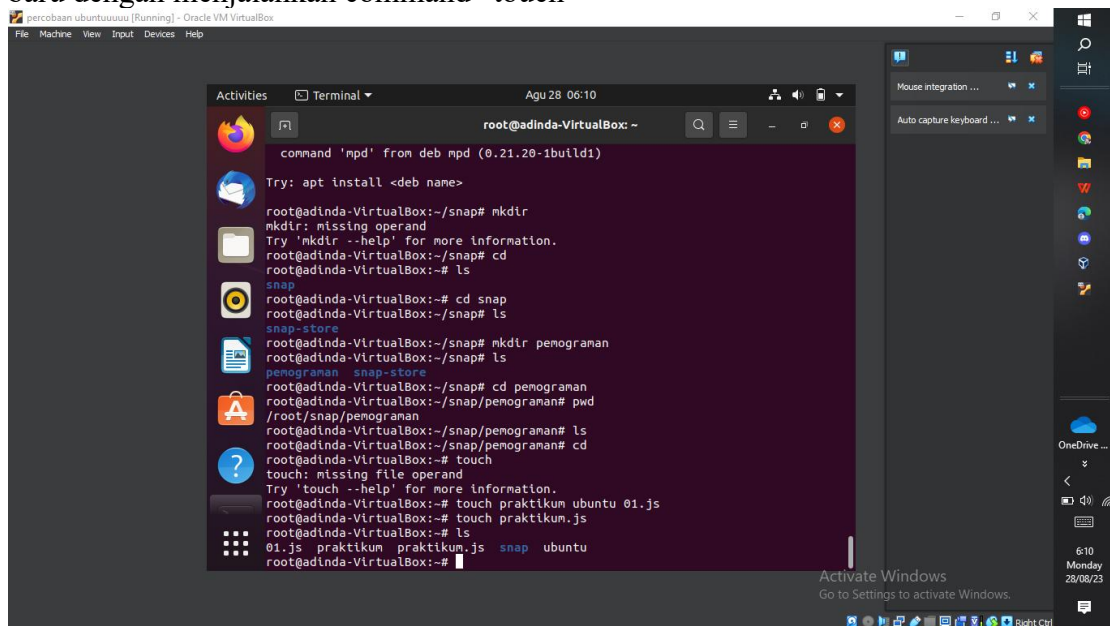 baru dengan menjalankan command "touch"
percobaan ubuntuuuuu [Running] - Oracle VM VirtualBox
File Machine View Input Devices Help
Mouse integration ...
Auto capture keyboard ...
Activities Terminal Agu 28 06:10
root@adinda-VirtualBox: ~
command 'mpd' from deb mpd (0.21.20-1build1)
Try: apt install <deb name>
root@adinda-VirtualBox:~/snap# mkdir
mkdir: missing operand
Try 'mkdir --help' for more information.
root@adinda-VirtualBox:~/snap# cd
root@adinda-VirtualBox:~# ls
snap
root@adinda-VirtualBox:~# cd snap
root@adinda-VirtualBox:~/snap# ls
snap-store
root@adinda-VirtualBox:~/snap# mkdir pemograman
root@adinda-VirtualBox:~/snap# ls
pemograman snap-store
root@adinda-VirtualBox:~/snap# cd pemograman
root@adinda-VirtualBox:~/snap/pemograman# pwd
/root/snap/pemograman
root@adinda-VirtualBox:~/snap/pemograman# ls
root@adinda-VirtualBox:~/snap/pemograman# cd
root@adinda-VirtualBox:~# touch
touch: missing file operand
Try 'touch --help' for more information.
root@adinda-VirtualBox:~# touch praktikum ubuntu 01.js
root@adinda-VirtualBox:~# touch praktikum.js
root@adinda-VirtualBox:~# ls
01.js praktikum praktikum.js snap ubuntu
root@adinda-VirtualBox:~#
OneDrive ...
Activate Windows
Go to Settings to activate Windows.
6:10
Monday
28/08/23
Right Ctrl